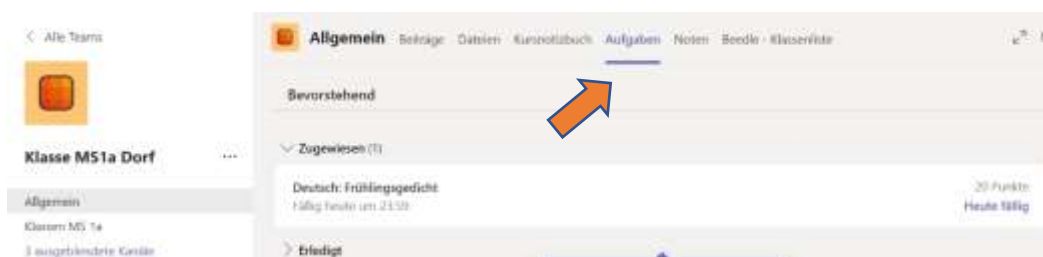 Alle Teams
Allgemein Beiträge Dateien Kursnotizbuch Aufgaben Noten Beedle - Klassenliste
Bevorstehend
Klasse MS1a Dorf ...
Zugewiesen (1)
Deutsch: Frühlingsgedicht 20 Punkte
Fällig heute um 23:59 Heute fällig
Allgemein
Klassen MS 1a
3 ausgeblendete Kanäle
Erledigt